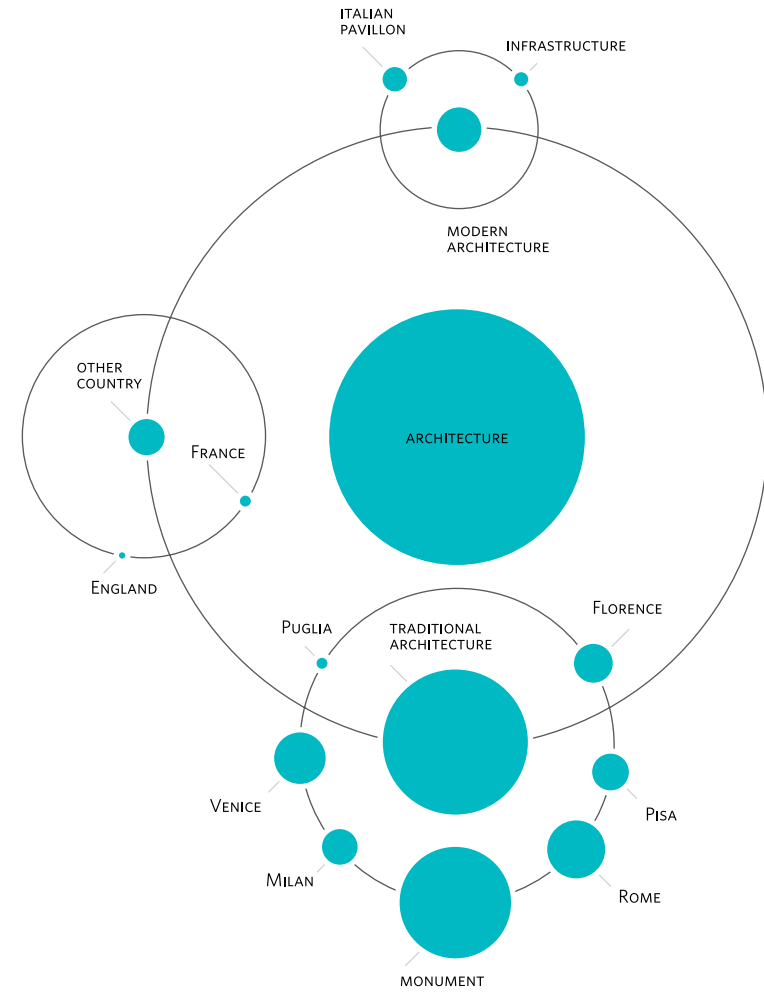 ITALIAN
PAVILLON
INFRASTRUCTURE
MODERN
ARCHITECTURE
OTHER
COUNTRY
ARCHITECTURE
FRANCE
ENGLAND
FLORENCE
PUGLIA
TRADITIONAL
ARCHITECTURE
VENICE
PISA
MILAN
ROME
MONUMENT